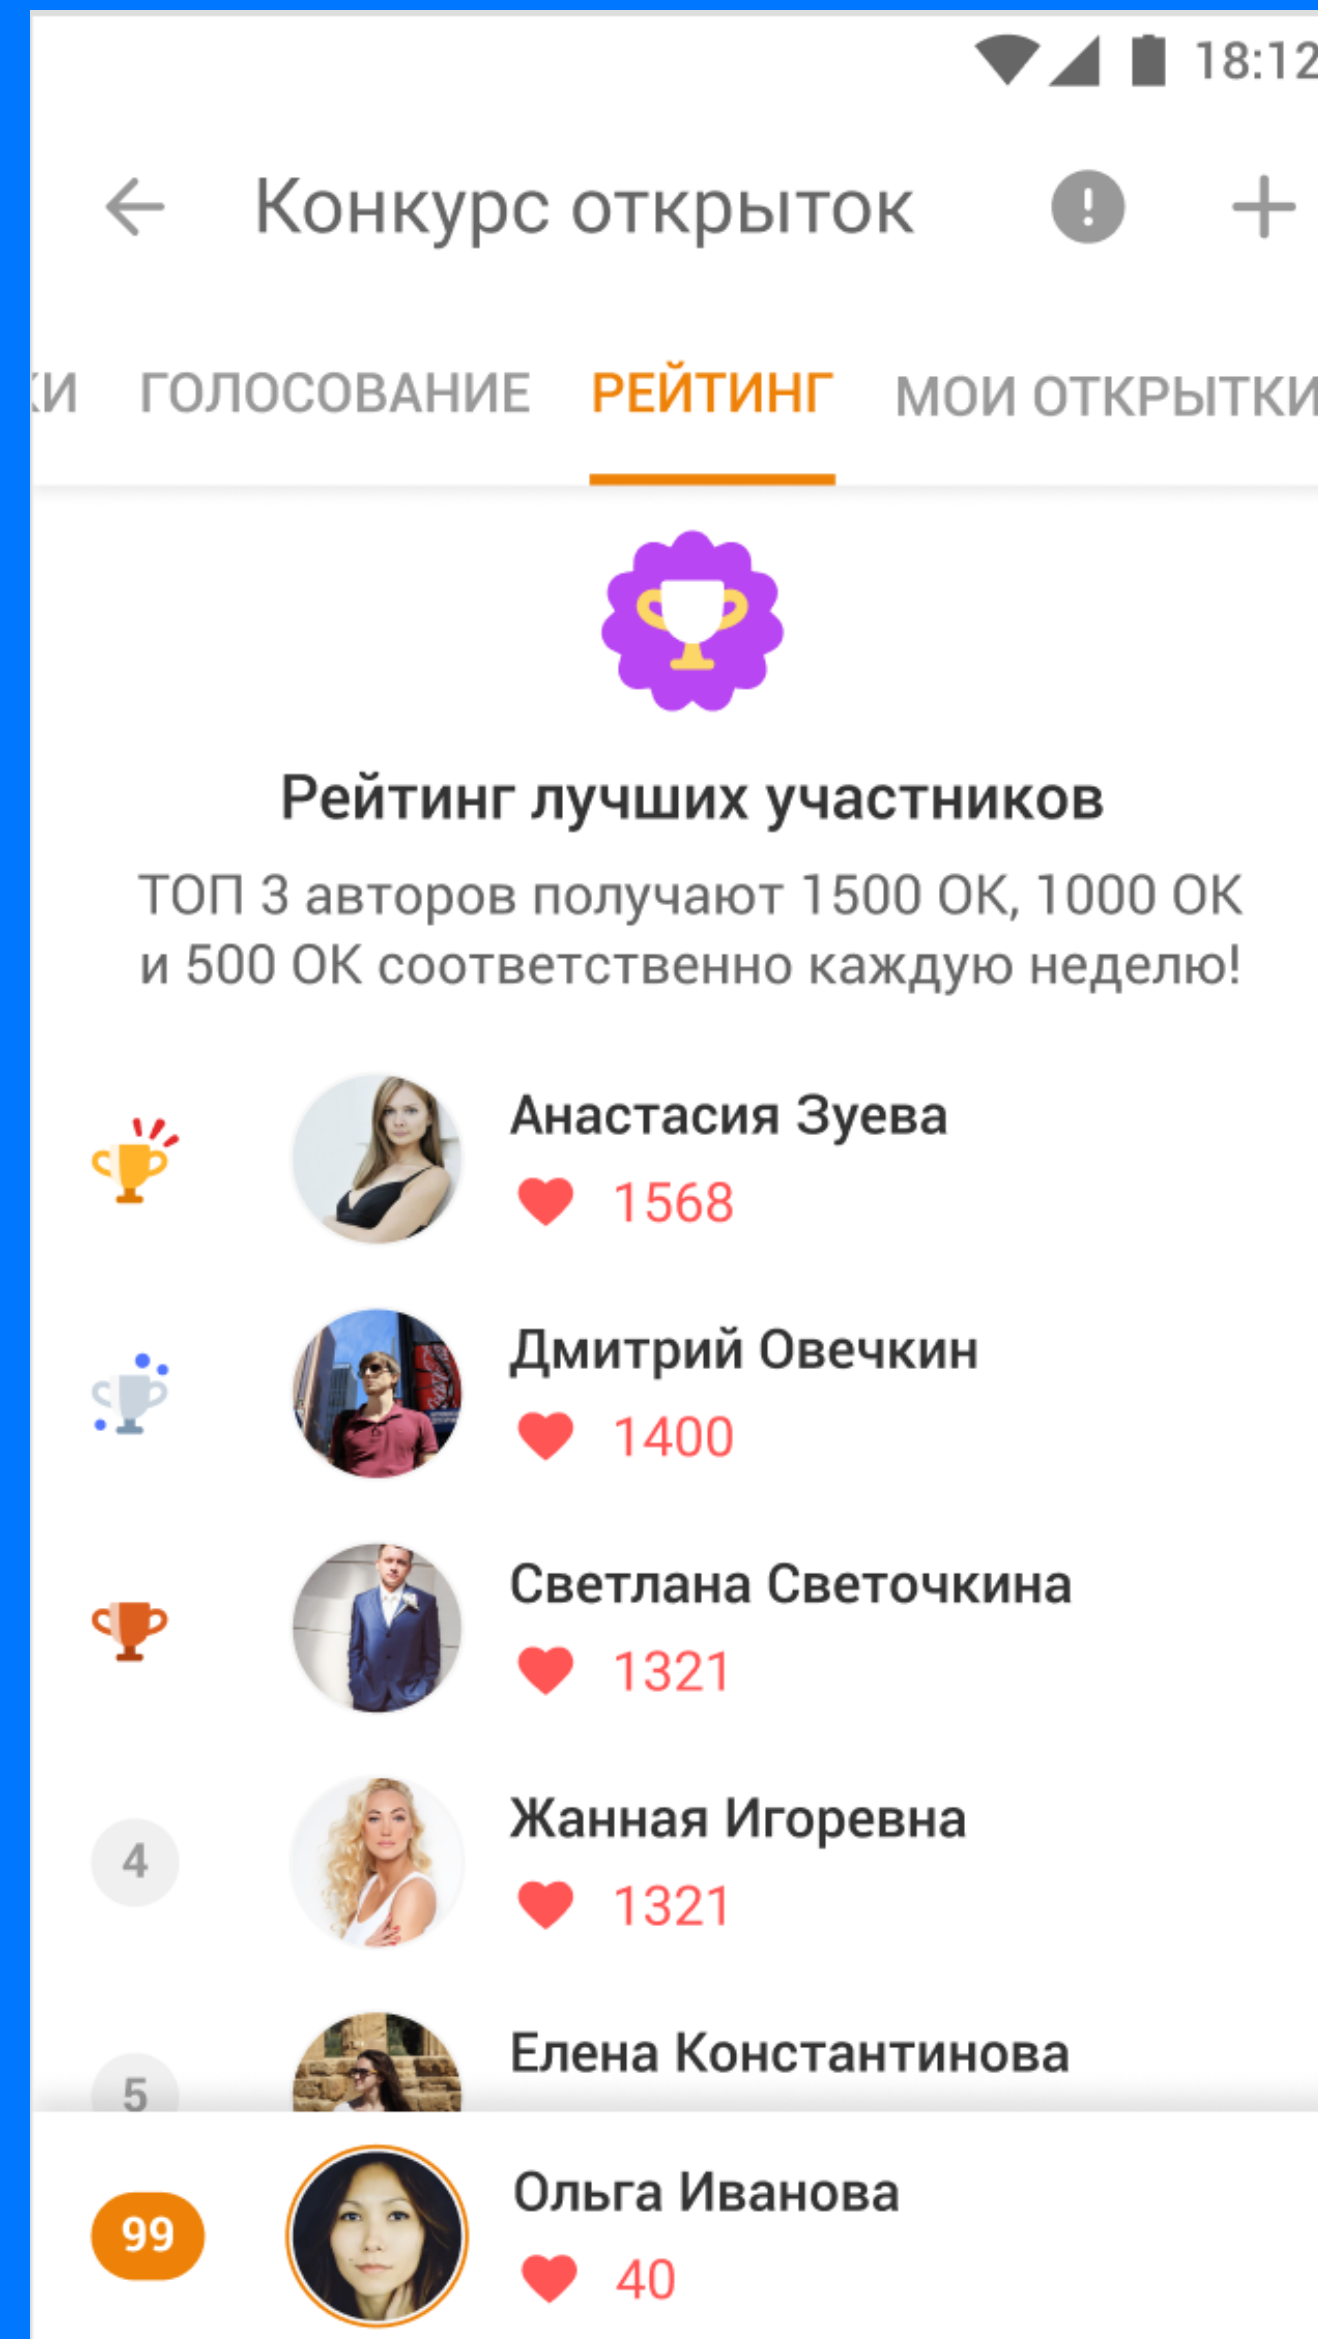 18:12
Конкурс открыток
КИ ГОЛОСОВАНИЕ РЕЙТИНГ МОИ ОТКРЫТКИ
Рейтинг лучших участников
ТОП 3 авторов получают 1500 ОК, 1000 ОК
и 500 ОК соответственно каждую неделю!
Анастасия Зуева
1568
Дмитрий Овечкин
1400
Светлана Светочкина
1321
4
Жанная Игоревна
1321
5
Елена Константинова
99
Ольга Иванова
40